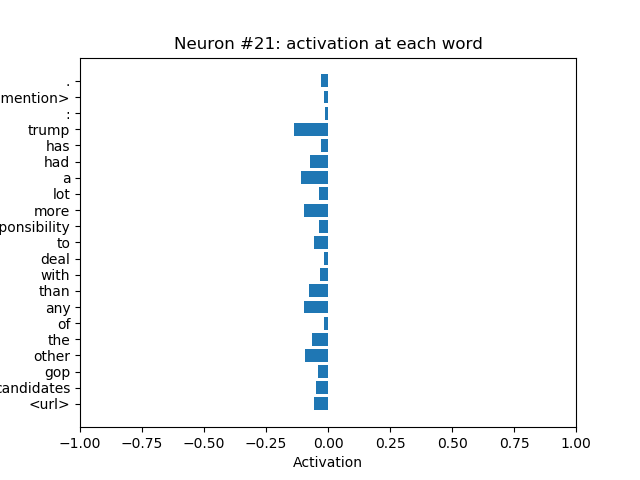 Neuron #21: activation at each word
.
mention>
:
trump
has
had
a
lot
more
ponsibility
to
deal
with
than
any
of
the
other
gop
candidates
<url>
−1.00 −0.75 −0.50 −0.25 0.00 0.25 0.50 0.75 1.00
Activation